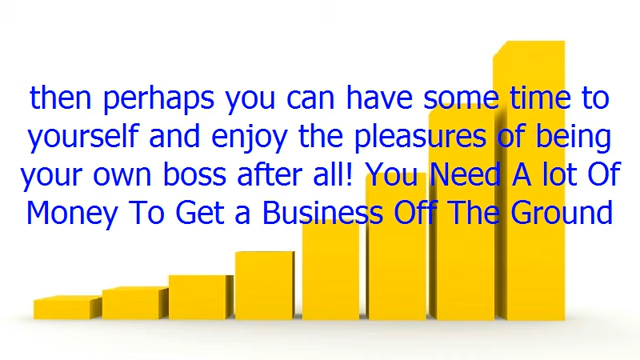 then perhaps you can have some time to
yourself and enjoy the pleasures of being
your own boss after all! You Need A lot Of
Money To Get a Business Off The Ground